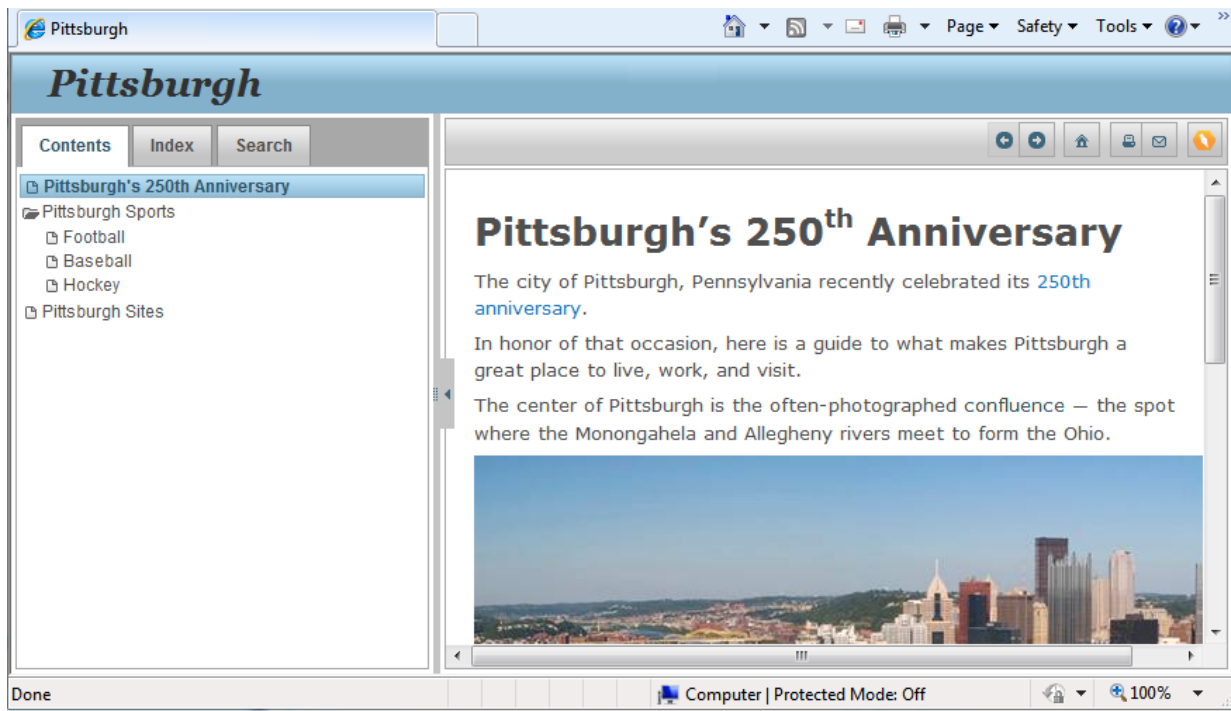 Pittsburgh
Page Safety Tools
Pittsburgh
Contents Index Search
Pittsburgh's 250th Anniversary
Pittsburgh Sports
Football
Baseball
Hockey
Pittsburgh Sites
Pittsburgh’s 250th Anniversary
The city of Pittsburgh, Pennsylvania recently celebrated its 250th
anniversary.
In honor of that occasion, here is a guide to what makes Pittsburgh a
great place to live, work, and visit.
The center of Pittsburgh is the often-photographed confluence — the spot
where the Monongahela and Allegheny rivers meet to form the Ohio.
Done
Computer | Protected Mode: Off
100%